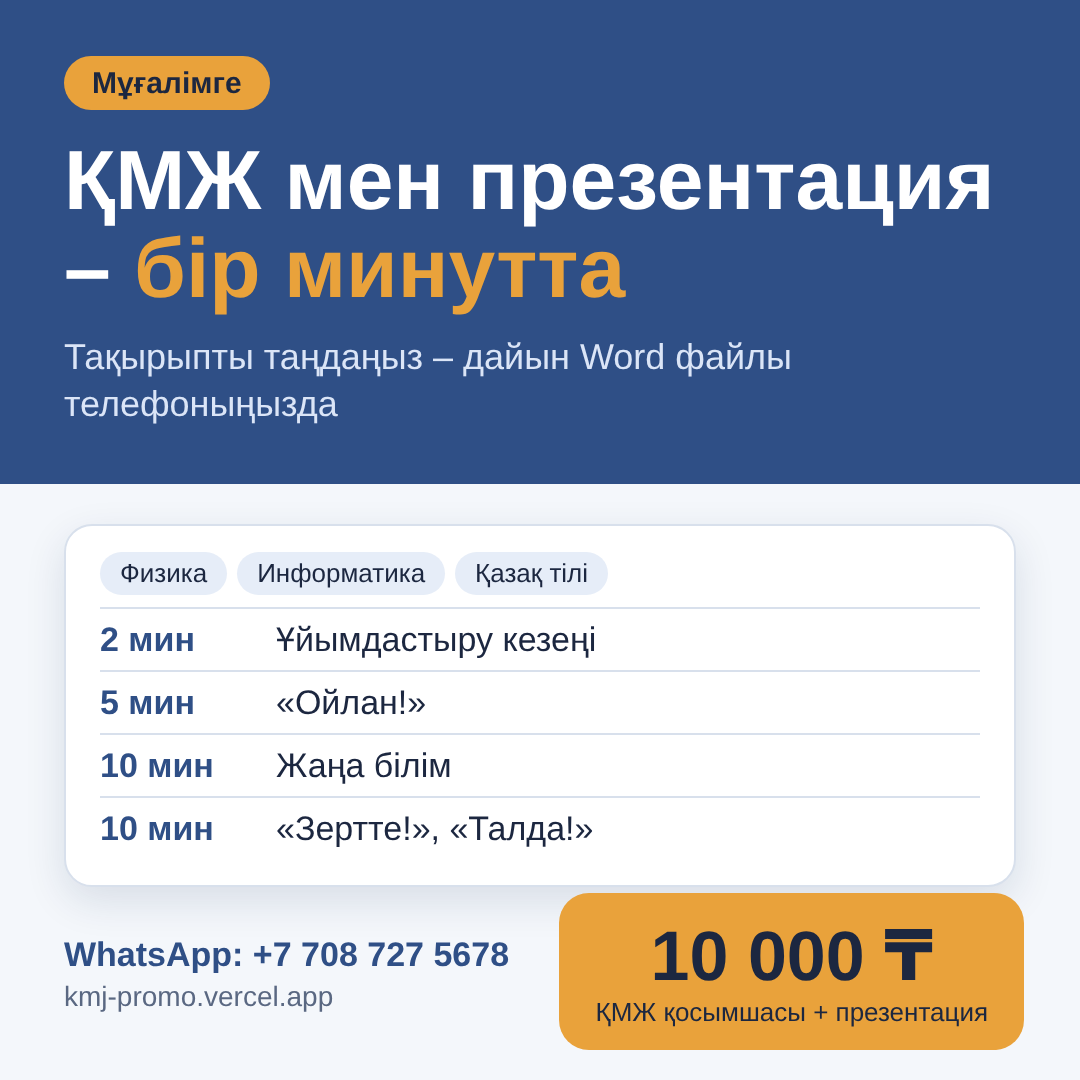 Мұғалімге
ҚМЖ мен презентация
– бір минутта
Тақырыпты таңдаңыз – дайын Word файлы
телефоныңызда
Физика Информатика Қазақ тілі
2 мин Ұйымдастыру кезеңі
5 мин «Ойлан!»
10 мин Жаңа білім
10 мин «Зертте!», «Талда!»
WhatsApp: +7 708 727 5678
kmj-promo.vercel.app
10 000 ₸
ҚМЖ қосымшасы + презентация